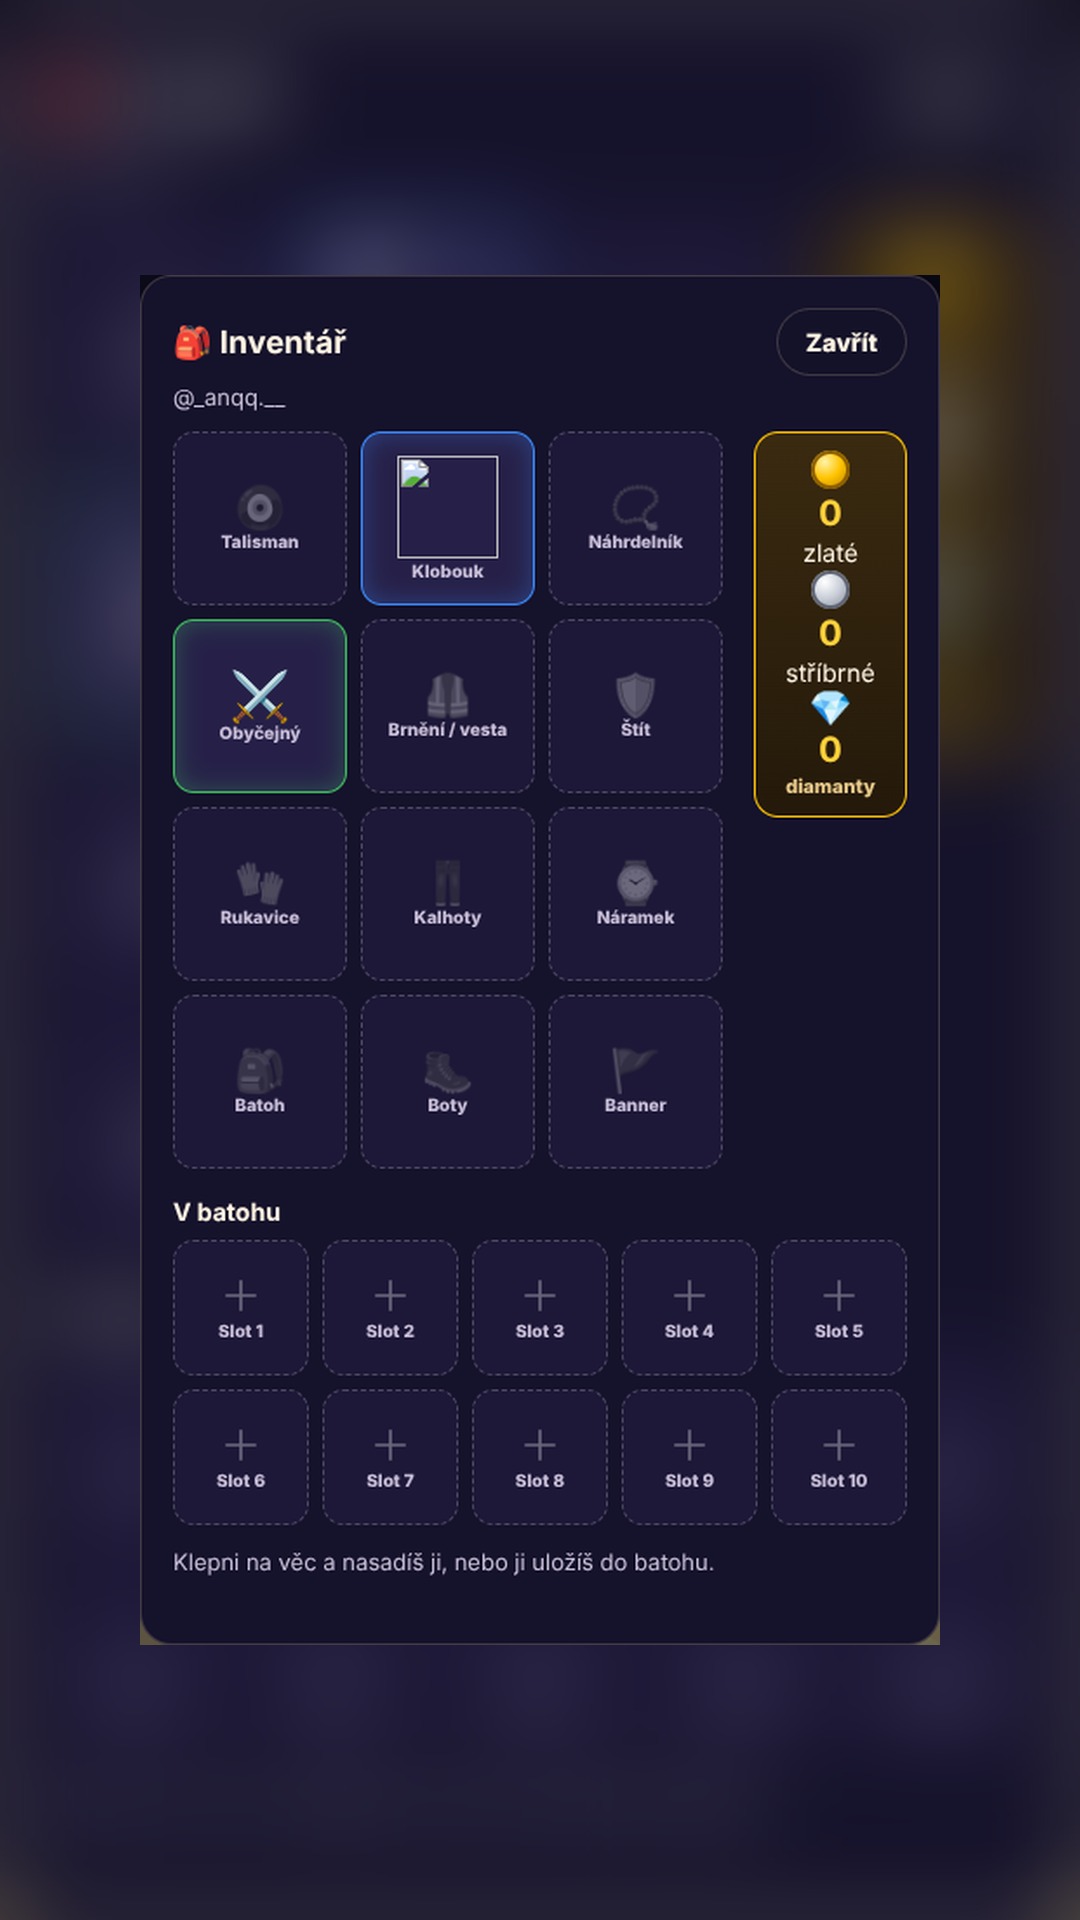 Inventář
Zavřít
@_anqq.__
Talisman
Klobouk
Náhrdelník
0
zlaté
0
stříbrné
0
diamanty
Obyčejný
Brnění / vesta
Štít
Rukavice
Kalhoty
Náramek
Batoh
Boty
Banner
V batohu
Slot 1
Slot 2
Slot 3
Slot 4
Slot 5
Slot 6
Slot 7
Slot 8
Slot 9
Slot 10
Klepni na věc a nasadíš ji, nebo ji uložíš do batohu.